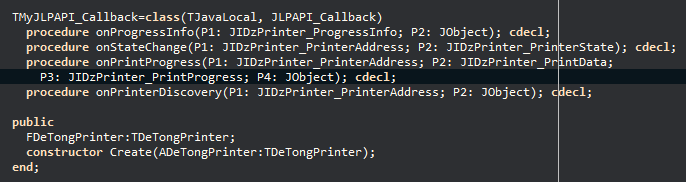 TMyJLPAPI_Callback=class(TJavaLocal, JLPAPI_Callback)
procedure onProgressInfo(P1: JIDzPrinter_ProgressInfo; P2: JObject); cdecl;
procedure onStateChange(P1: JIDzPrinter_PrinterAddress; P2: JIDzPrinter_PrinterState); cdecl;
procedure onPrintProgress(P1: JIDzPrinter_PrinterAddress; P2: JIDzPrinter_PrintData;
P3: JIDzPrinter_PrintProgress; P4: JObject); cdecl;
procedure onPrinterDiscovery(P1: JIDzPrinter_PrinterAddress; P2: JObject); cdecl;
public
FDeTongPrinter:TDeTongPrinter;
constructor Create(ADeTongPrinter:TDeTongPrinter);
end;